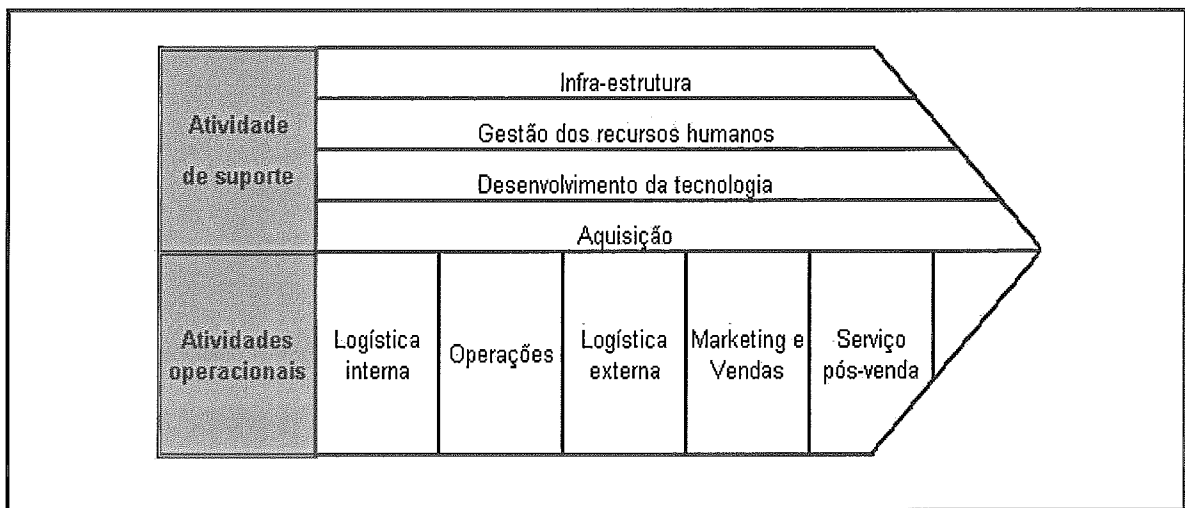 Infra-estrutura
Atividade
de suporte
Gestão dos recursos humanos
Desenvolvimento da tecnologia
Aquisição
Atividades
operacionais
Logística
interna
Operações
Logística
externa
Marketing e
Vendas
Serviço
pós-venda